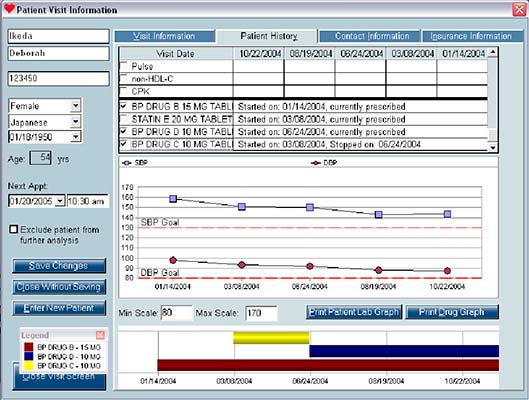 Patient Visit Information
Ikeda
Deborah
123450
Female
Japanese
01/18/1950
Age: 54 yrs
Next Appt:
01/20/2005 10:30 am
Exclude patient from
further analysis
Save Changes
Close Without Saving
Enter New Patient
Legend
BP DRUG B - 15 MG
BP DRUG D - 10 MG
BP DRUG C - 10 MG
Close Visit Screen
Visit Information Patient History Contact Information Insurance Information
Visit Date 10/22/2004 08/19/2004 06/24/2004 03/08/2004 01/14/2004
Pulse
non-HDL-C
CPK
BP DRUG B 15 MG TABL Started on: 01/14/2004, currently prescribed
STATIN E 20 MG TABLET Started on: 03/08/2004, currently prescribed
BP DRUG D 10 MG TABL Started on: 06/24/2004, currently prescribed
BP DRUG C 10 MG TABL Started on: 03/08/2004, Stopped on: 06/24/2004
SBP DBP
170
160
150
140
SBP Goal
130
120
110
100
90
DBP Goal
80
01/14/2004 03/08/2004 06/24/2004 08/19/2004 10/22/2004
Min Scale: 80 Max Scale: 170 Print Patient Lab Graph Print Drug Graph
01/14/2004 03/08/2004 06/24/2004 08/19/2004 10/22/2004